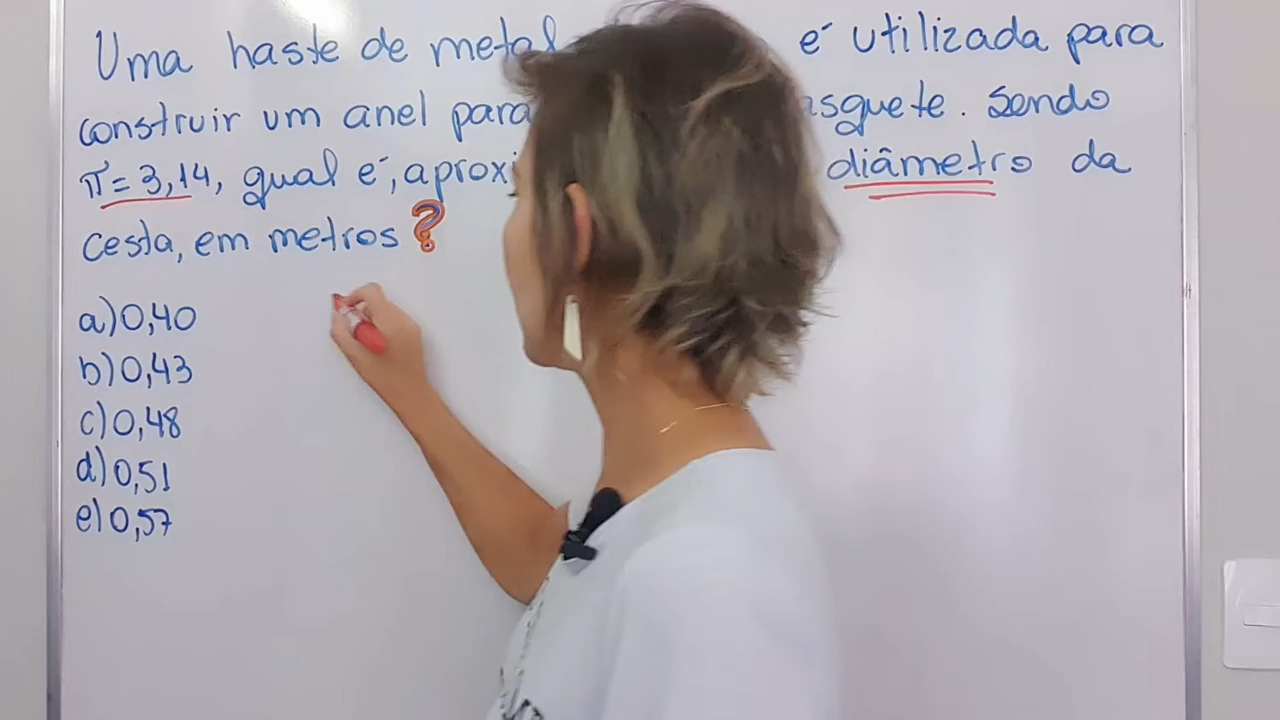 Uma haste de metal é utilizada para
construir um anel para asquete. Sendo
π = 3,14, qual é, aproxi diâmetro da
cesta, em metros ?
a) 0,40
b) 0,43
c) 0,48
d) 0,51
e) 0,57